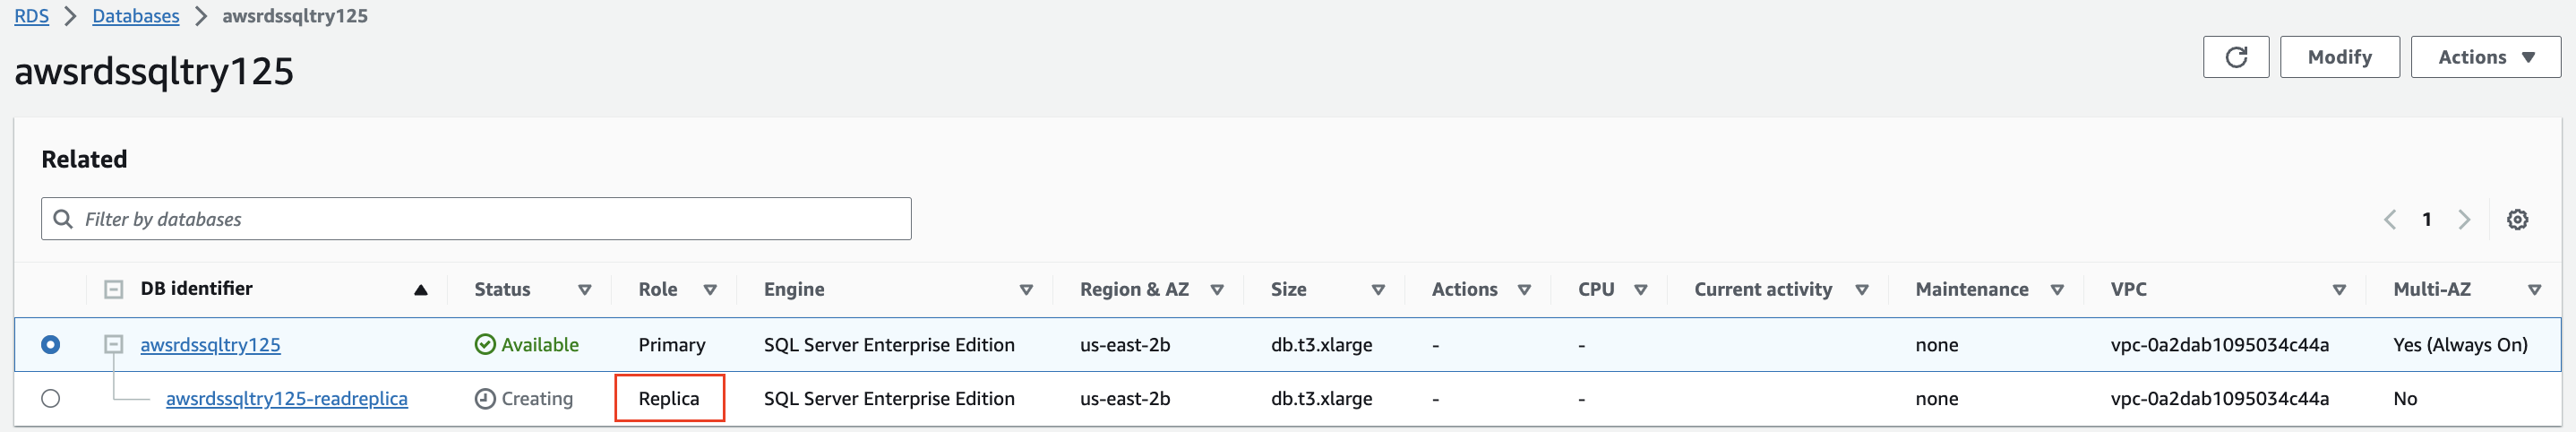 RDS > Databases > awsrdssqltry125
awsrdssqltry125
Modify
Actions
Related
Filter by databases
1
DB identifier Status Role Engine Region & AZ Size Actions CPU Current activity Maintenance VPC Multi-AZ
awsrdssqltry125 Available Primary SQL Server Enterprise Edition us-east-2b db.t3.xlarge - - none vpc-0a2dab1095034c44a Yes (Always On)
awsrdssqltry125-readreplica Creating Replica SQL Server Enterprise Edition us-east-2b db.t3.xlarge - - none vpc-0a2dab1095034c44a No